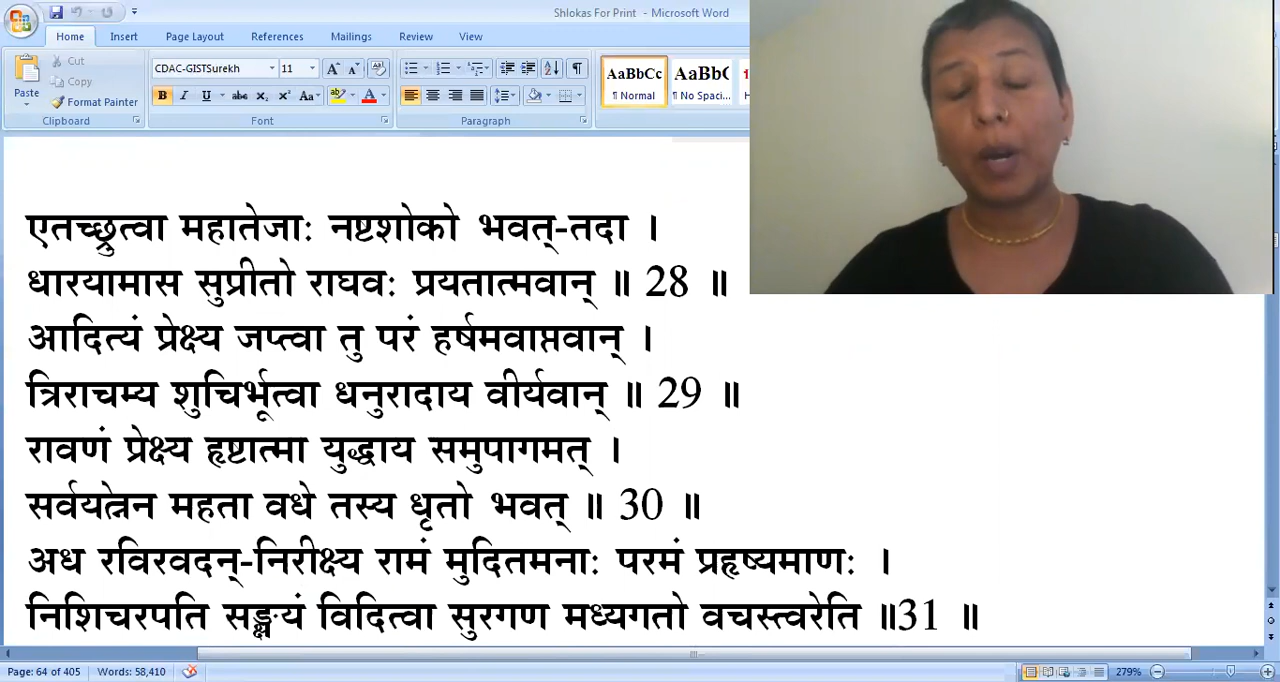 Shlokas For Print - Microsoft Word
Home Insert Page Layout References Mailings Review View
Paste
Cut
Copy
Format Painter
CDAC-GISTSurekh 11
AaBbCc AaBbC
¶ Normal ¶ No Spaci...
Clipboard Font Paragraph
एतच्छ्रुत्वा महातेजाः नष्टशोको भवत्-तदा ।
धारयामास सुप्रीतो राघवः प्रयतात्मवान् ॥ 28 ॥
आदित्यं प्रेक्ष्य जप्त्वा तु परं हर्षमवाप्तवान् ।
त्रिराचम्य शुचिर्भूत्वा धनुरादाय वीर्यवान् ॥ 29 ॥
रावणं प्रेक्ष्य हृष्टात्मा युद्धाय समुपागमत् ।
सर्वयत्नेन महता वधे तस्य धृतो भवत् ॥ 30 ॥
अध रविरवदन्-निरीक्ष्य रामं मुदितमनाः परमं प्रहृष्यमाणः ।
निशिचरपति सङ्क्षयं विदित्वा सुरगण मध्यगतो वचस्त्वरेति ॥31 ॥
Page: 64 of 405 Words: 58,410 279%